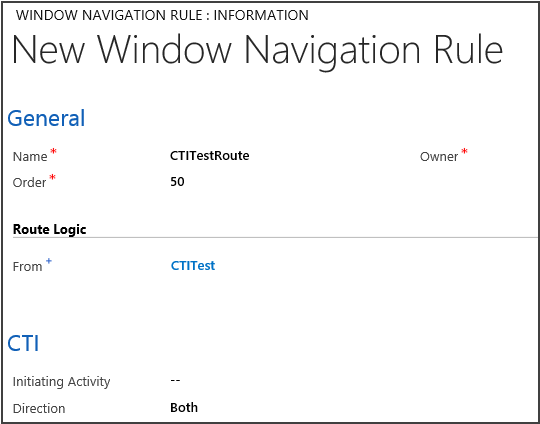 WINDOW NAVIGATION RULE : INFORMATION
New Window Navigation Rule
General
Name * CTITestRoute Owner *
Order * 50
Route Logic
From + CTITest
CTI
Initiating Activity --
Direction Both